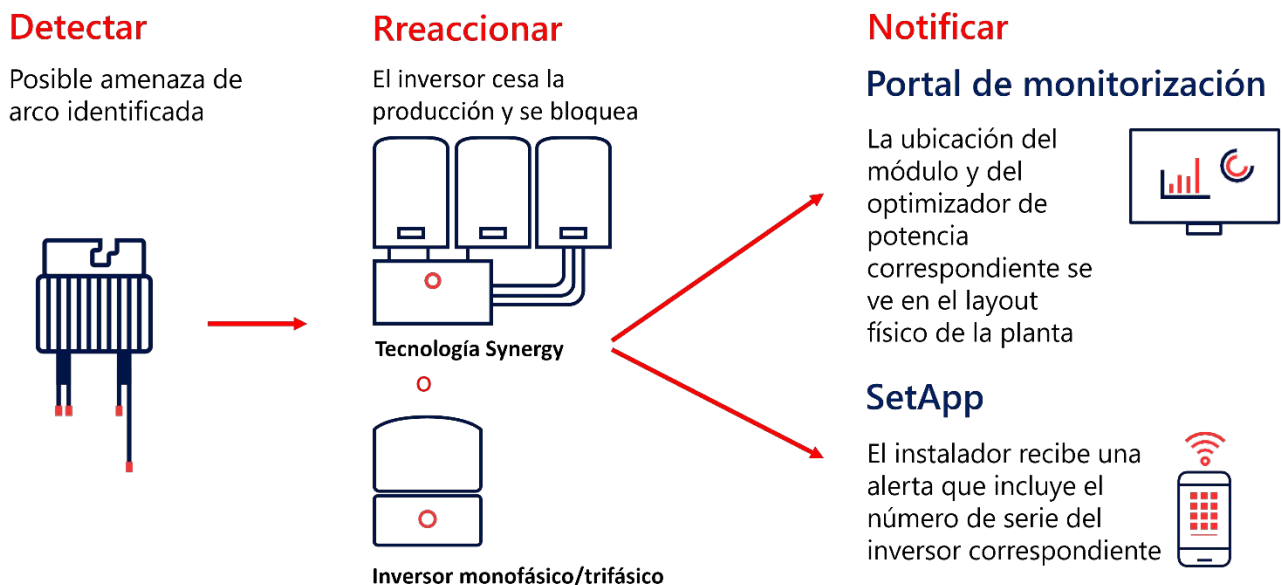 Detectar
Posible amenaza de
arco identificada
Rreaccionar
El inversor cesa la
producción y se bloquea
Tecnología Synergy
o
Inversor monofásico/trifásico
Notificar
Portal de monitorización
La ubicación del
módulo y del
optimizador de
potencia
correspondiente se
ve en el layout
físico de la planta
SetApp
El instalador recibe una
alerta que incluye el
número de serie del
inversor correspondiente